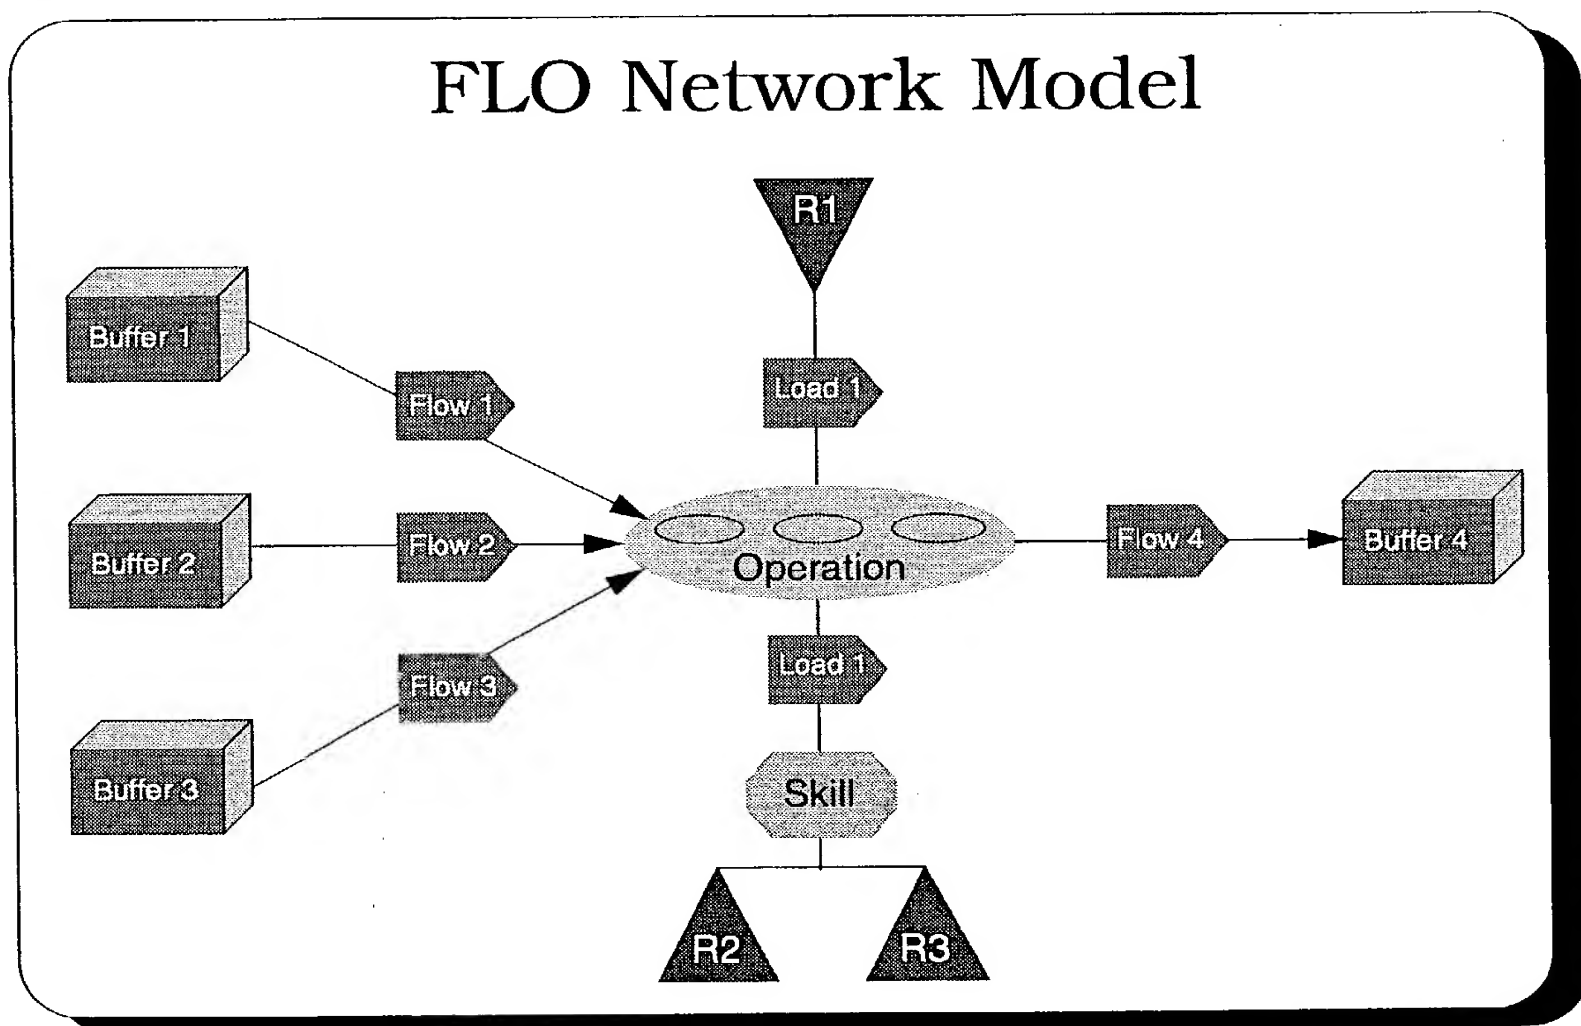 FLO Network Model
R1
Buffer 1
Flow 1
Load 1
Buffer 2
Flow 2
Operation
Flow 4
Buffer 4
Load 1
Flow 3
Buffer 3
Skill
R2
R3